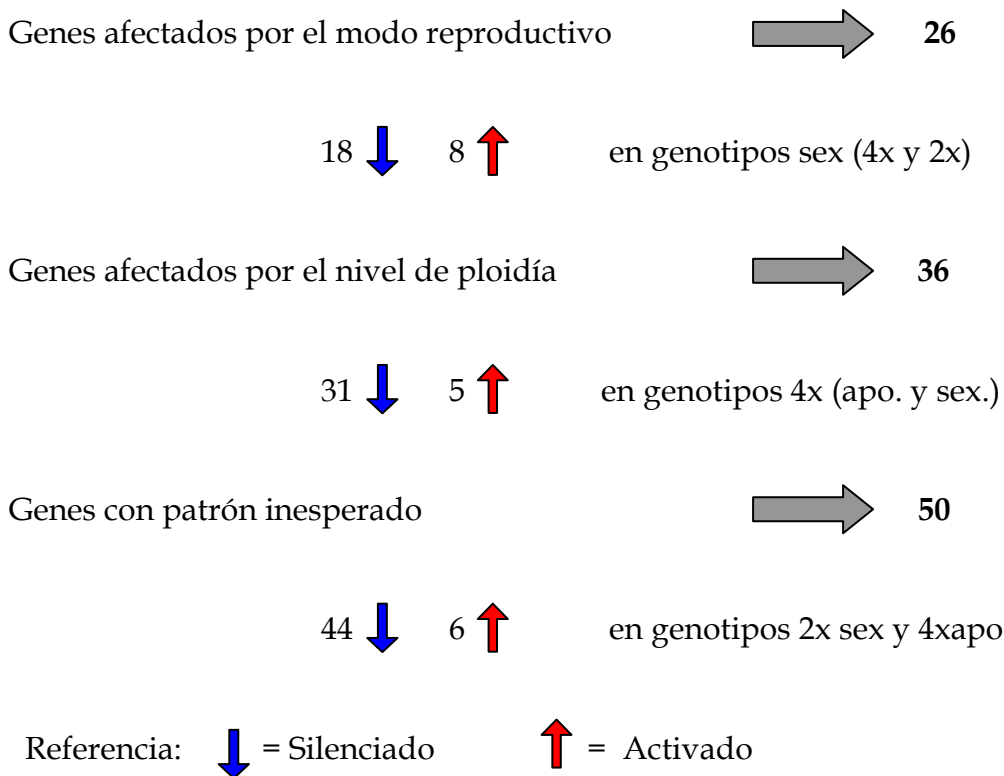 Genes afectados por el modo reproductivo 26
18 8 en genotipos sex (4x y 2x)
Genes afectados por el nivel de ploidía 36
31 5 en genotipos 4x (apo. y sex.)
Genes con patrón inesperado 50
44 6 en genotipos 2x sex y 4xapo
Referencia: = Silenciado = Activado